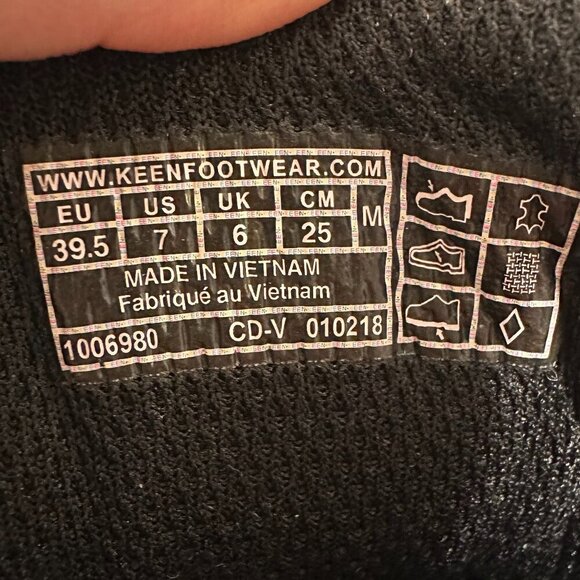 WWW.KEENFOOTWEAR.COM
EU US UK CM M
39.5 7 6 25
MADE IN VIETNAM
Fabriqué au Vietnam
1006980 CD-V 010218